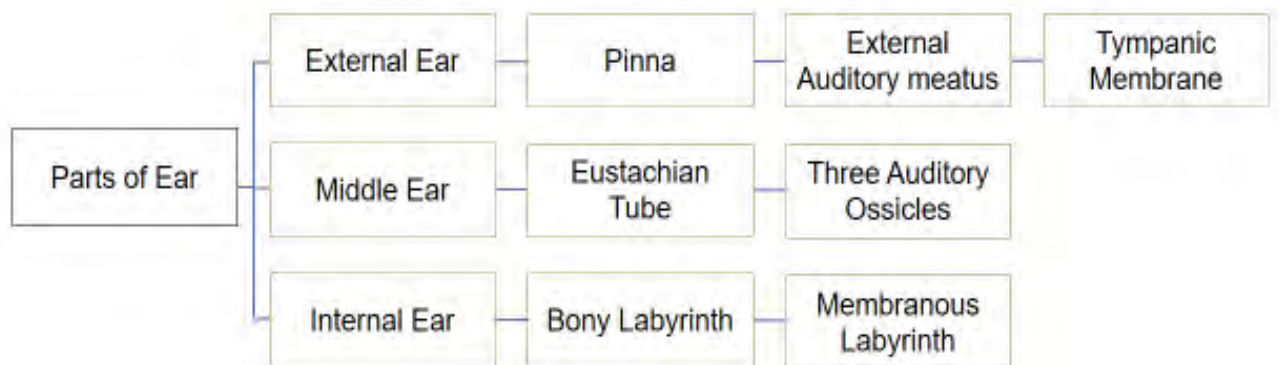 External Ear
Pinna
External
Auditory meatus
Tympanic
Membrane
Parts of Ear
Middle Ear
Eustachian
Tube
Three Auditory
Ossicles
Internal Ear
Bony Labyrinth
Membranous
Labyrinth